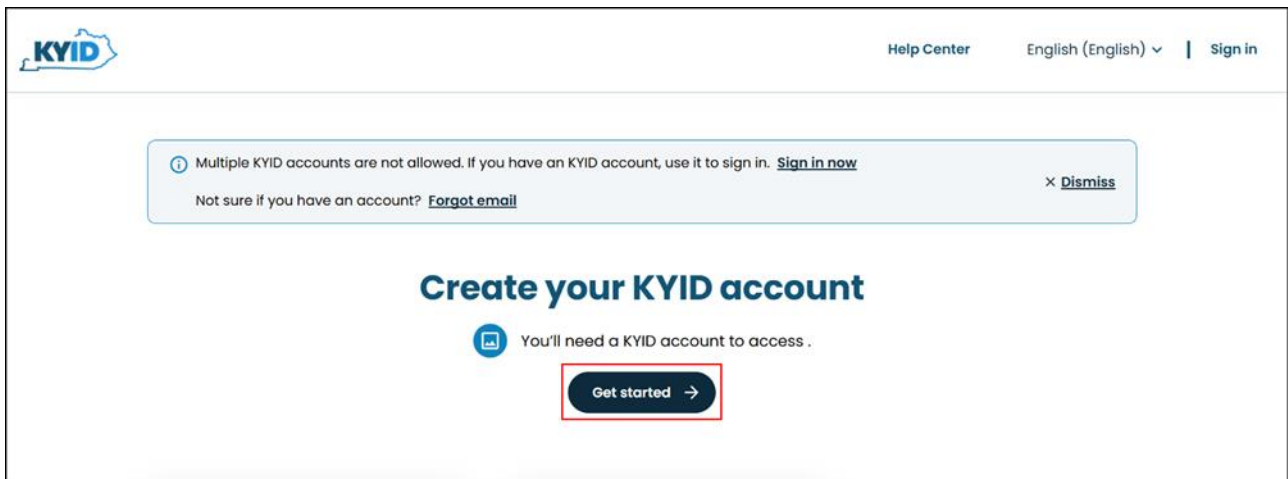 KYID
Help Center English (English) | Sign in
Multiple KYID accounts are not allowed. If you have an KYID account, use it to sign in. Sign in now
Not sure if you have an account? Forgot email
× Dismiss
Create your KYID account
You'll need a KYID account to access .
Get started →